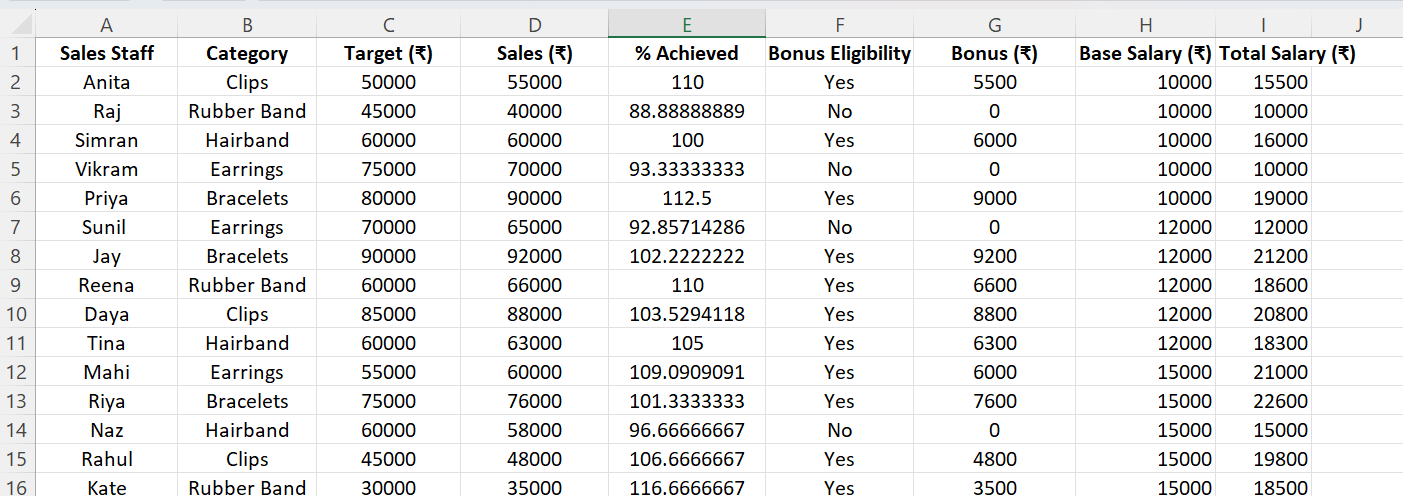 A B C D E F G H I J
1 Sales Staff Category Target (₹) Sales (₹) % Achieved Bonus Eligibility Bonus (₹) Base Salary (₹) Total Salary (₹)
2 Anita Clips 50000 55000 110 Yes 5500 10000 15500
3 Raj Rubber Band 45000 40000 88.88888889 No 0 10000 10000
4 Simran Hairband 60000 60000 100 Yes 6000 10000 16000
5 Vikram Earrings 75000 70000 93.33333333 No 0 10000 10000
6 Priya Bracelets 80000 90000 112.5 Yes 9000 10000 19000
7 Sunil Earrings 70000 65000 92.85714286 No 0 12000 12000
8 Jay Bracelets 90000 92000 102.2222222 Yes 9200 12000 21200
9 Reena Rubber Band 60000 66000 110 Yes 6600 12000 18600
10 Daya Clips 85000 88000 103.5294118 Yes 8800 12000 20800
11 Tina Hairband 60000 63000 105 Yes 6300 12000 18300
12 Mahi Earrings 55000 60000 109.0909091 Yes 6000 15000 21000
13 Riya Bracelets 75000 76000 101.3333333 Yes 7600 15000 22600
14 Naz Hairband 60000 58000 96.66666667 No 0 15000 15000
15 Rahul Clips 45000 48000 106.6666667 Yes 4800 15000 19800
16 Kate Rubber Band 30000 35000 116.6666667 Yes 3500 15000 18500